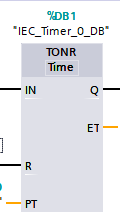 %DB1
"IEC_Timer_0_DB"
TONR
Time
IN Q
ET
R
PT